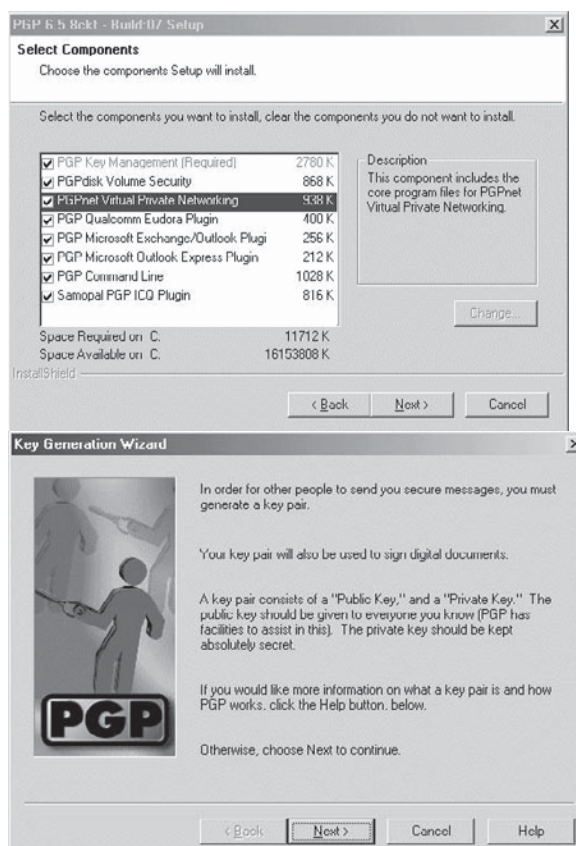 PGP 6.5.8ckt - Build:07 Setup
Select Components
Choose the components Setup will install.
Select the components you want to install, clear the components you do not want to install.
PGP Key Management (Required) 2780 K
PGPdisk Volume Security 868 K
PGPnet Virtual Private Networking 938 K
PGP Qualcomm Eudora Plugin 400 K
PGP Microsoft Exchange/Outlook Plugi 256 K
PGP Microsoft Outlook Express Plugin 212 K
PGP Command Line 1028 K
Samopal PGP ICQ Plugin 816 K
Description
This component includes the
core program files for PGPnet
Virtual Private Networking.
Change...
Space Required on C: 11712 K
Space Available on C: 16153808 K
InstallShield
< Back Next > Cancel
Key Generation Wizard
In order for other people to send you secure messages, you must
generate a key pair.
Your key pair will also be used to sign digital documents.
A key pair consists of a "Public Key," and a "Private Key." The
public key should be given to everyone you know (PGP has
facilities to assist in this). The private key should be kept
absolutely secret.
If you would like more information on what a key pair is and how
PGP works, click the Help button, below.
Otherwise, choose Next to continue.
PGP
< Back Next > Cancel Help